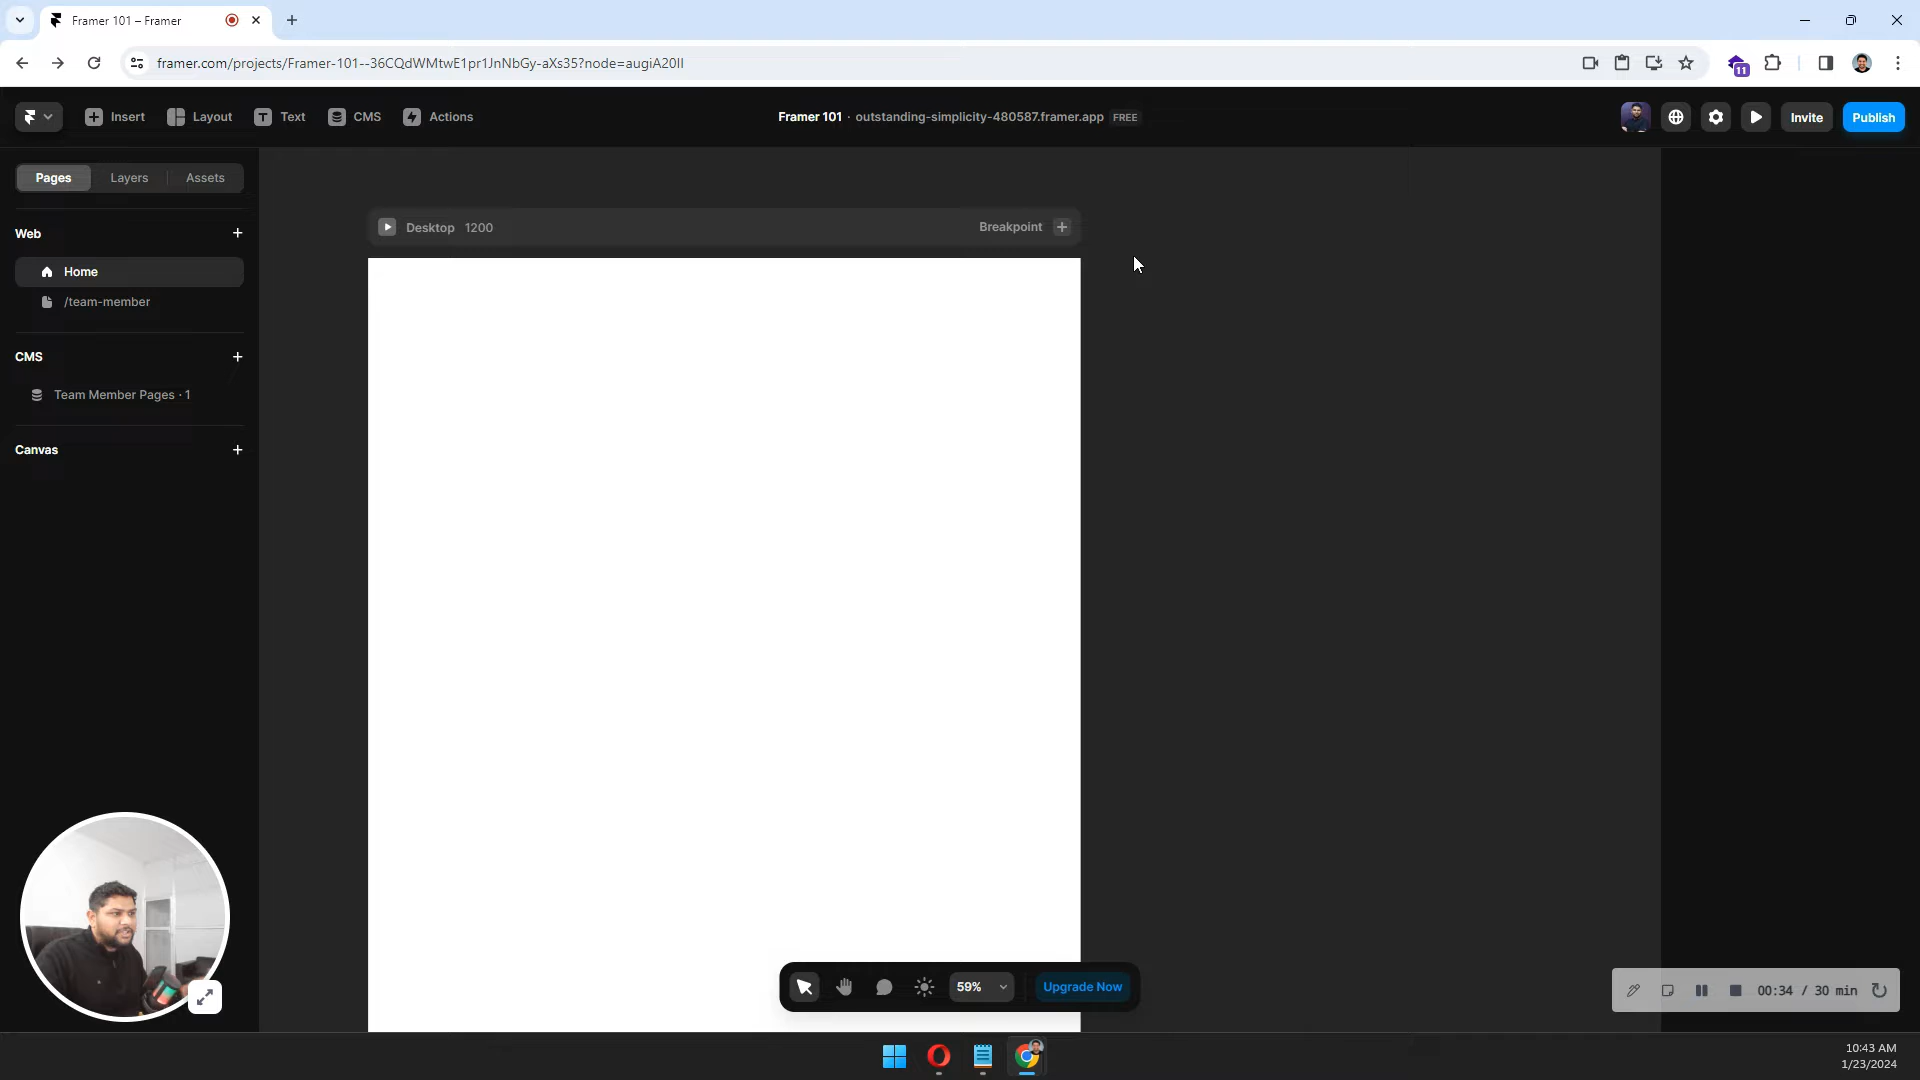 Framer 101 – Framer
framer.com/projects/Framer-101--36CQdWMtwE1pr1JnNbGy-aXs35?node=augiA20Il
11
Insert
Layout
Text
CMS
Actions
Framer 101 · outstanding-simplicity-480587.framer.app FREE
Invite
Publish
Pages
Layers
Assets
Web
Home
/team-member
CMS
Team Member Pages · 1
Canvas
Desktop 1200
Breakpoint
59%
Upgrade Now
00:34 / 30 min
10:43 AM
1/23/2024